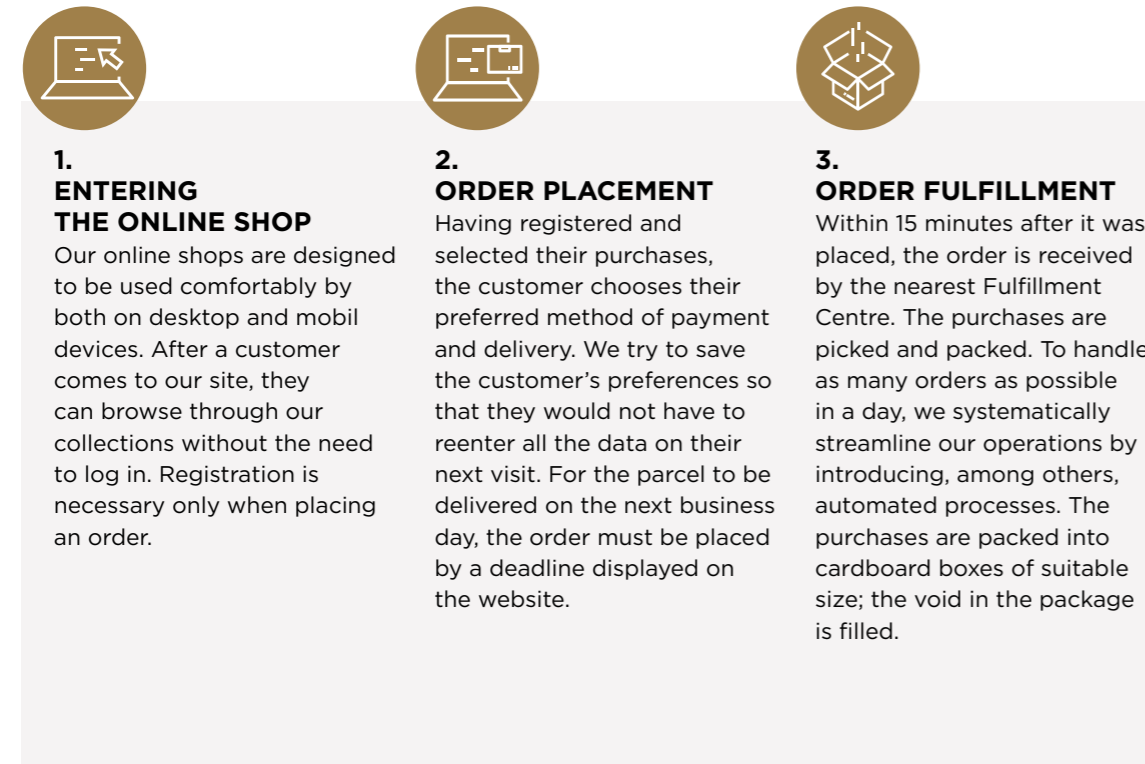 1.
ENTERING
THE ONLINE SHOP
Our online shops are designed
to be used comfortably by
both on desktop and mobil
devices. After a customer
comes to our site, they
can browse through our
collections without the need
to log in. Registration is
necessary only when placing
an order.
2.
ORDER PLACEMENT
Having registered and
selected their purchases,
the customer chooses their
preferred method of payment
and delivery. We try to save
the customer’s preferences so
that they would not have to
reenter all the data on their
next visit. For the parcel to be
delivered on the next business
day, the order must be placed
by a deadline displayed on
the website.
3.
ORDER FULFILLMENT
Within 15 minutes after it was
placed, the order is received
by the nearest Fulfillment
Centre. The purchases are
picked and packed. To handle
as many orders as possible
in a day, we systematically
streamline our operations by
introducing, among others,
automated processes. The
purchases are packed into
cardboard boxes of suitable
size; the void in the package
is filled.